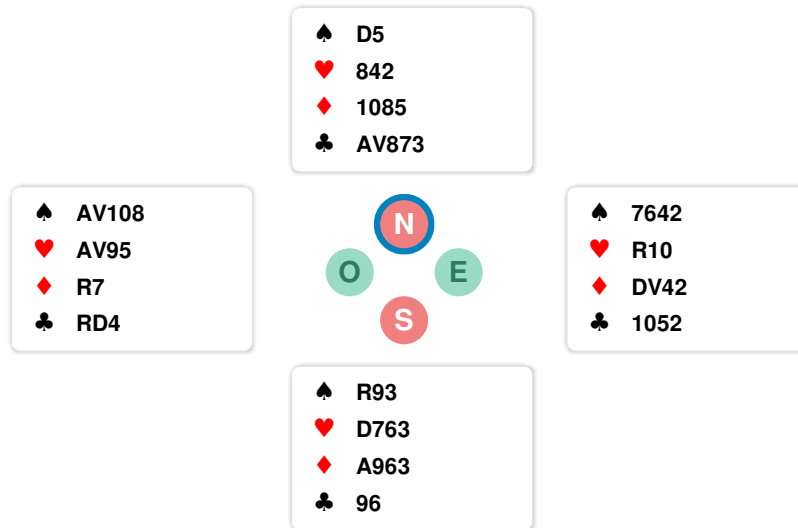 ♠ D5
♥ 842
♦ 1085
♣ AV873
♠ AV108
♥ AV95
♦ R7
♣ RD4
N
O E
S
♠ 7642
♥ R10
♦ DV42
♣ 1052
♠ R93
♥ D763
♦ A963
♣ 96